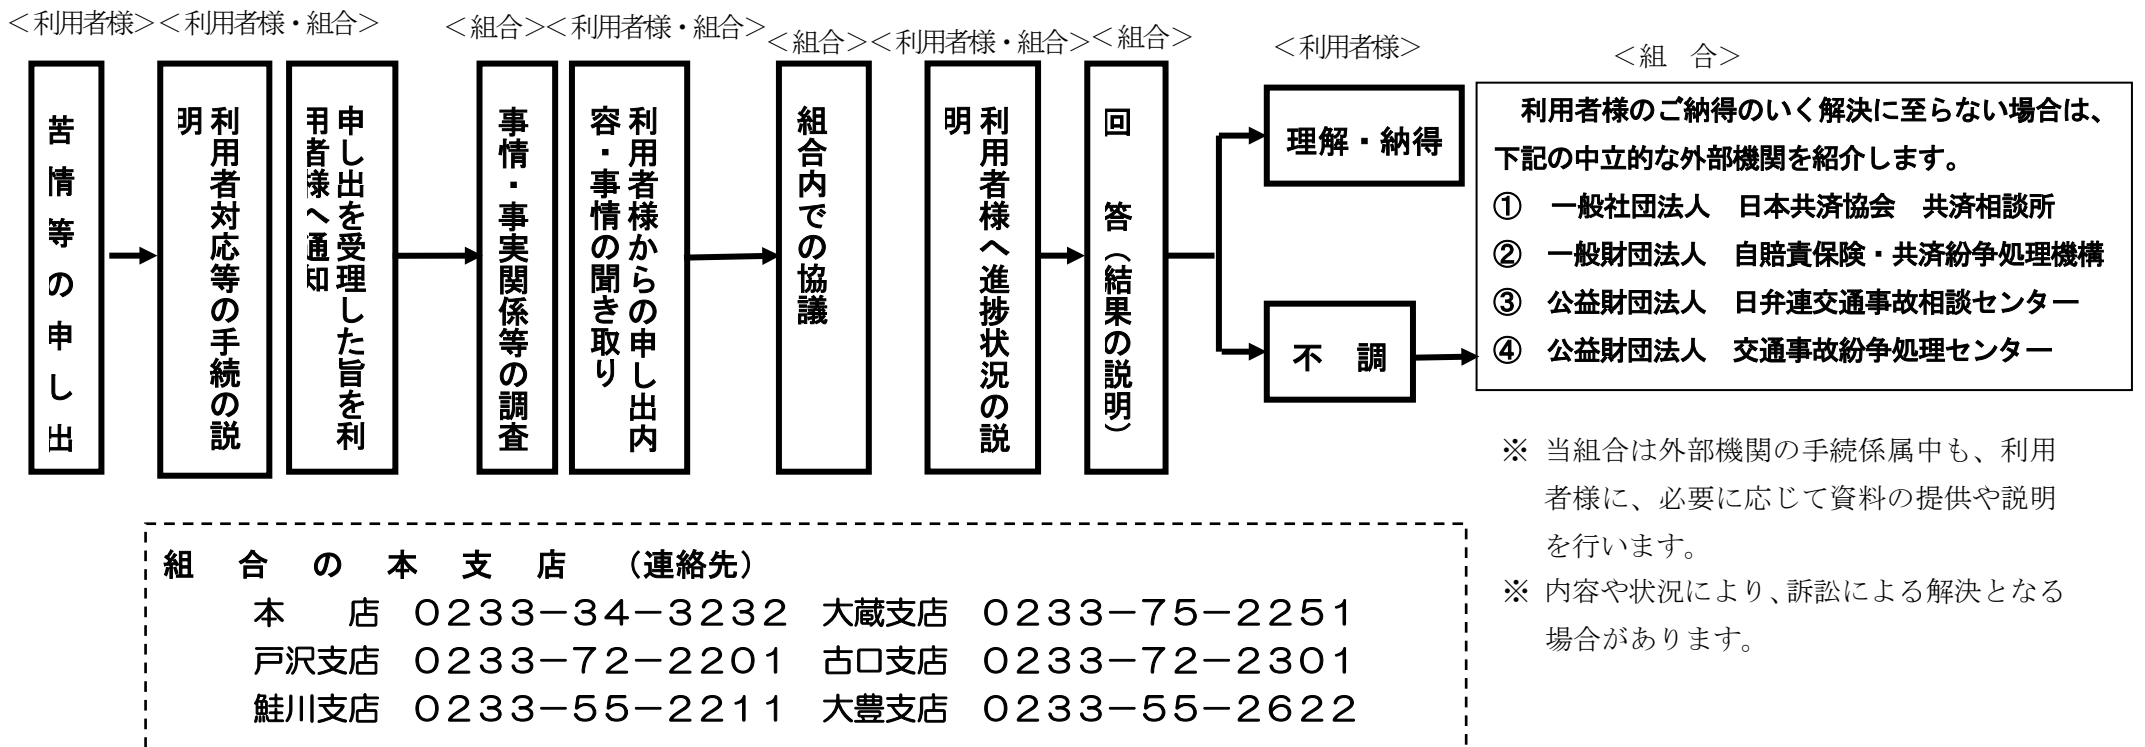 ＜利用者様＞
＜利用者様・組合＞
＜組合＞
＜利用者様・組合＞
＜組合＞
＜利用者様・組合＞
＜組合＞
＜利用者様＞
＜組　合＞
苦情等の申し出
利用者対応等の手続の説
明
申し出を受理した旨を利
用者様へ通知
事情・事実関係等の調査
利用者様からの申し出内
容・事情の聞き取り
組合内での協議
利用者様へ進捗状況の説
明
回　答（結果の説明）
理解・納得
不　調
利用者様のご納得のいく解決に至らない場合は、
下記の中立的な外部機関を紹介します。
①　一般社団法人　日本共済協会　共済相談所
②　一般財団法人　自賠責保険・共済紛争処理機構
③　公益財団法人　日弁連交通事故相談センター
④　公益財団法人　交通事故紛争処理センター
※ 当組合は外部機関の手続係属中も、利用
者様に、必要に応じて資料の提供や説明
を行います。
※ 内容や状況により、訴訟による解決となる
場合があります。
組　合　の　本　支　店　（連絡先）
本　　店　０２３３－３４－３２３２　大蔵支店　０２３３－７５－２２５１
戸沢支店　０２３３－７２－２２０１　古口支店　０２３３－７２－２３０１
鮭川支店　０２３３－５５－２２１１　大豊支店　０２３３－５５－２６２２